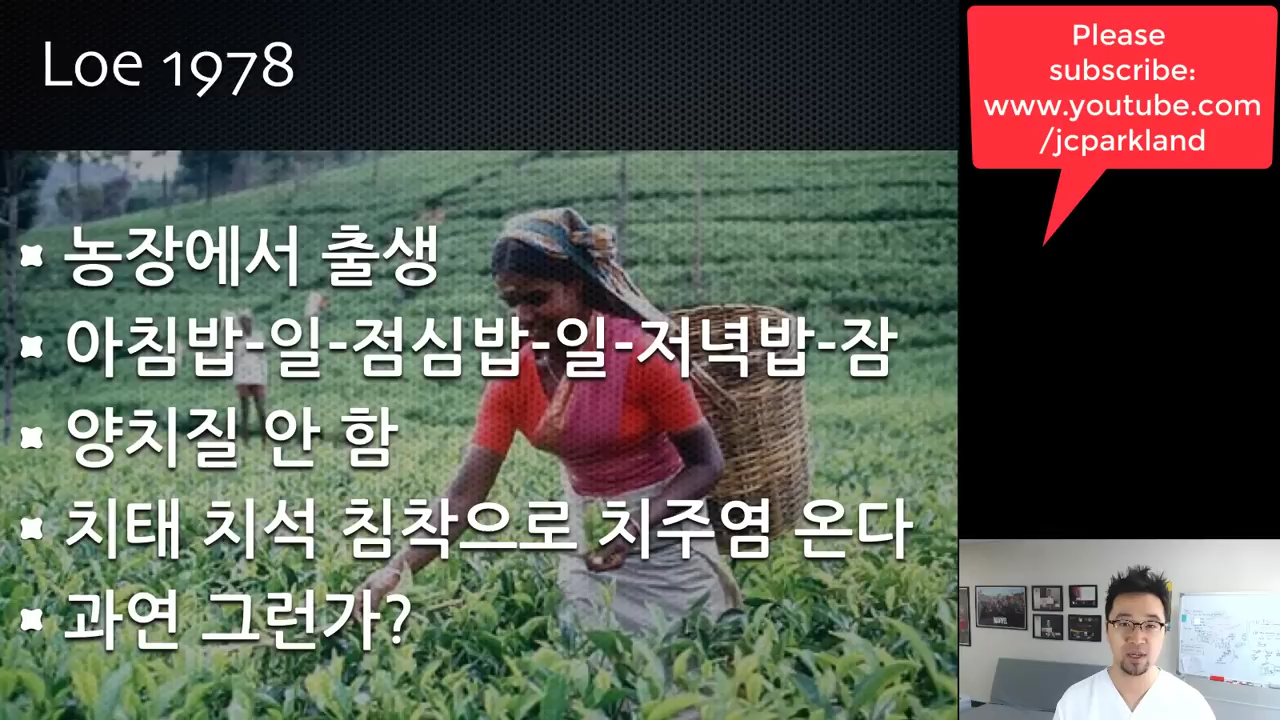 Loe 1978
농장에서 출생
아침밥-일-점심밥-일-저녁밥-잠
양치질 안 함
치태 치석 침착으로 치주염 온다
과연 그런가?
Please
subscribe:
www.youtube.com
/jcparkland